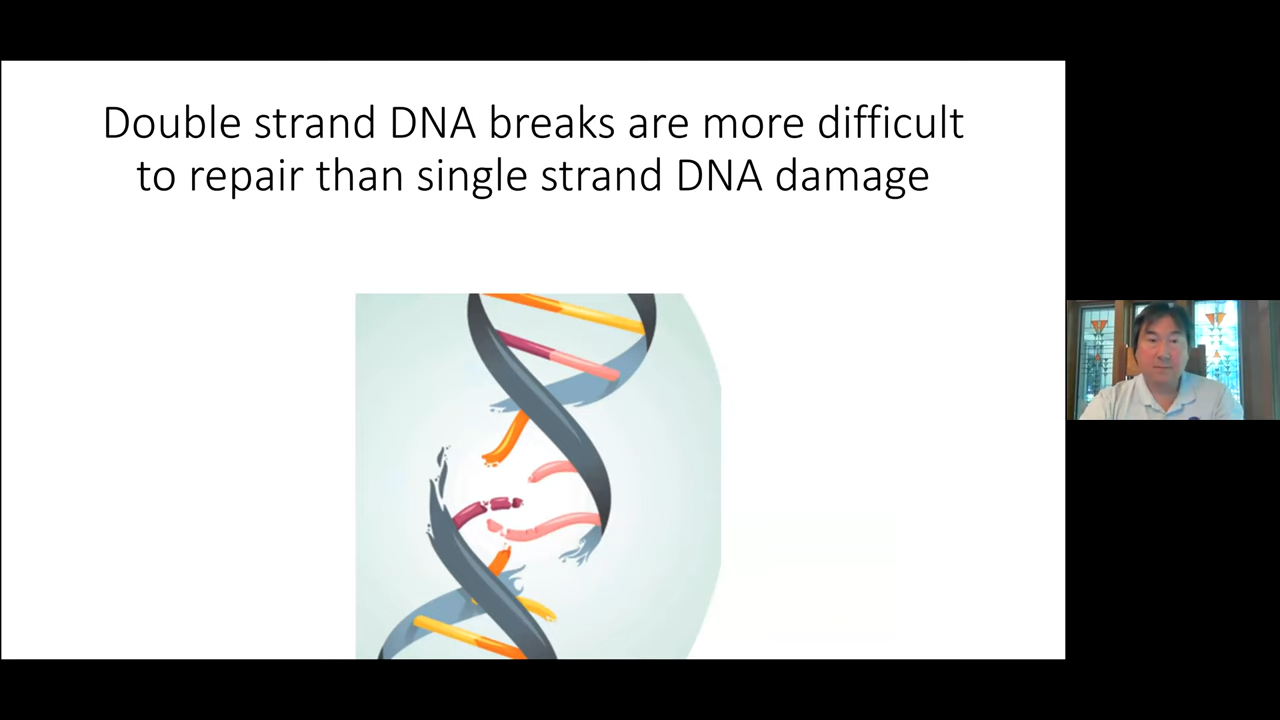 Double strand DNA breaks are more difficult
to repair than single strand DNA damage